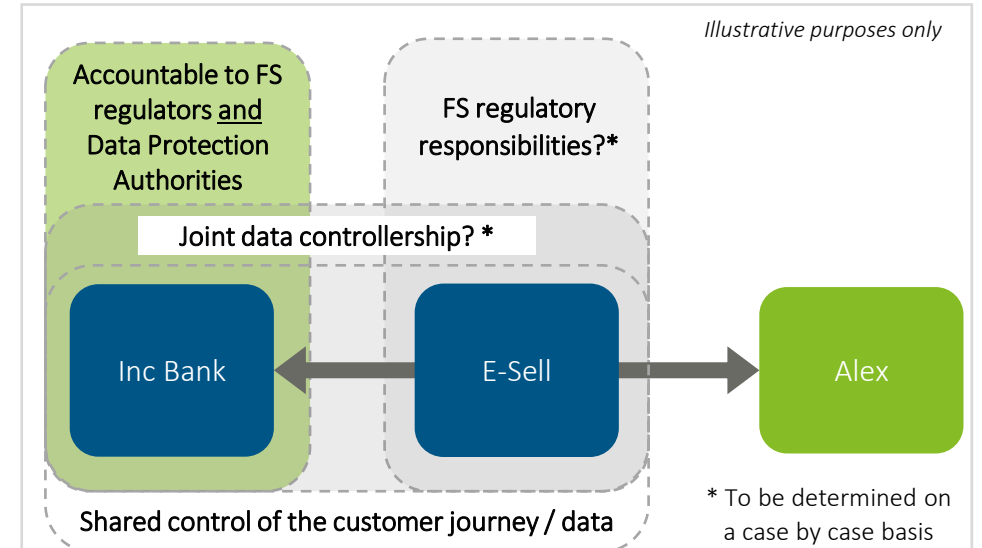 Illustrative purposes only
Accountable to FS
regulators and
Data Protection
Authorities
FS regulatory
responsibilities?*
Joint data controllership? *
Inc Bank
E-Sell
Alex
Shared control of the customer journey / data
* To be determined on
a case by case basis